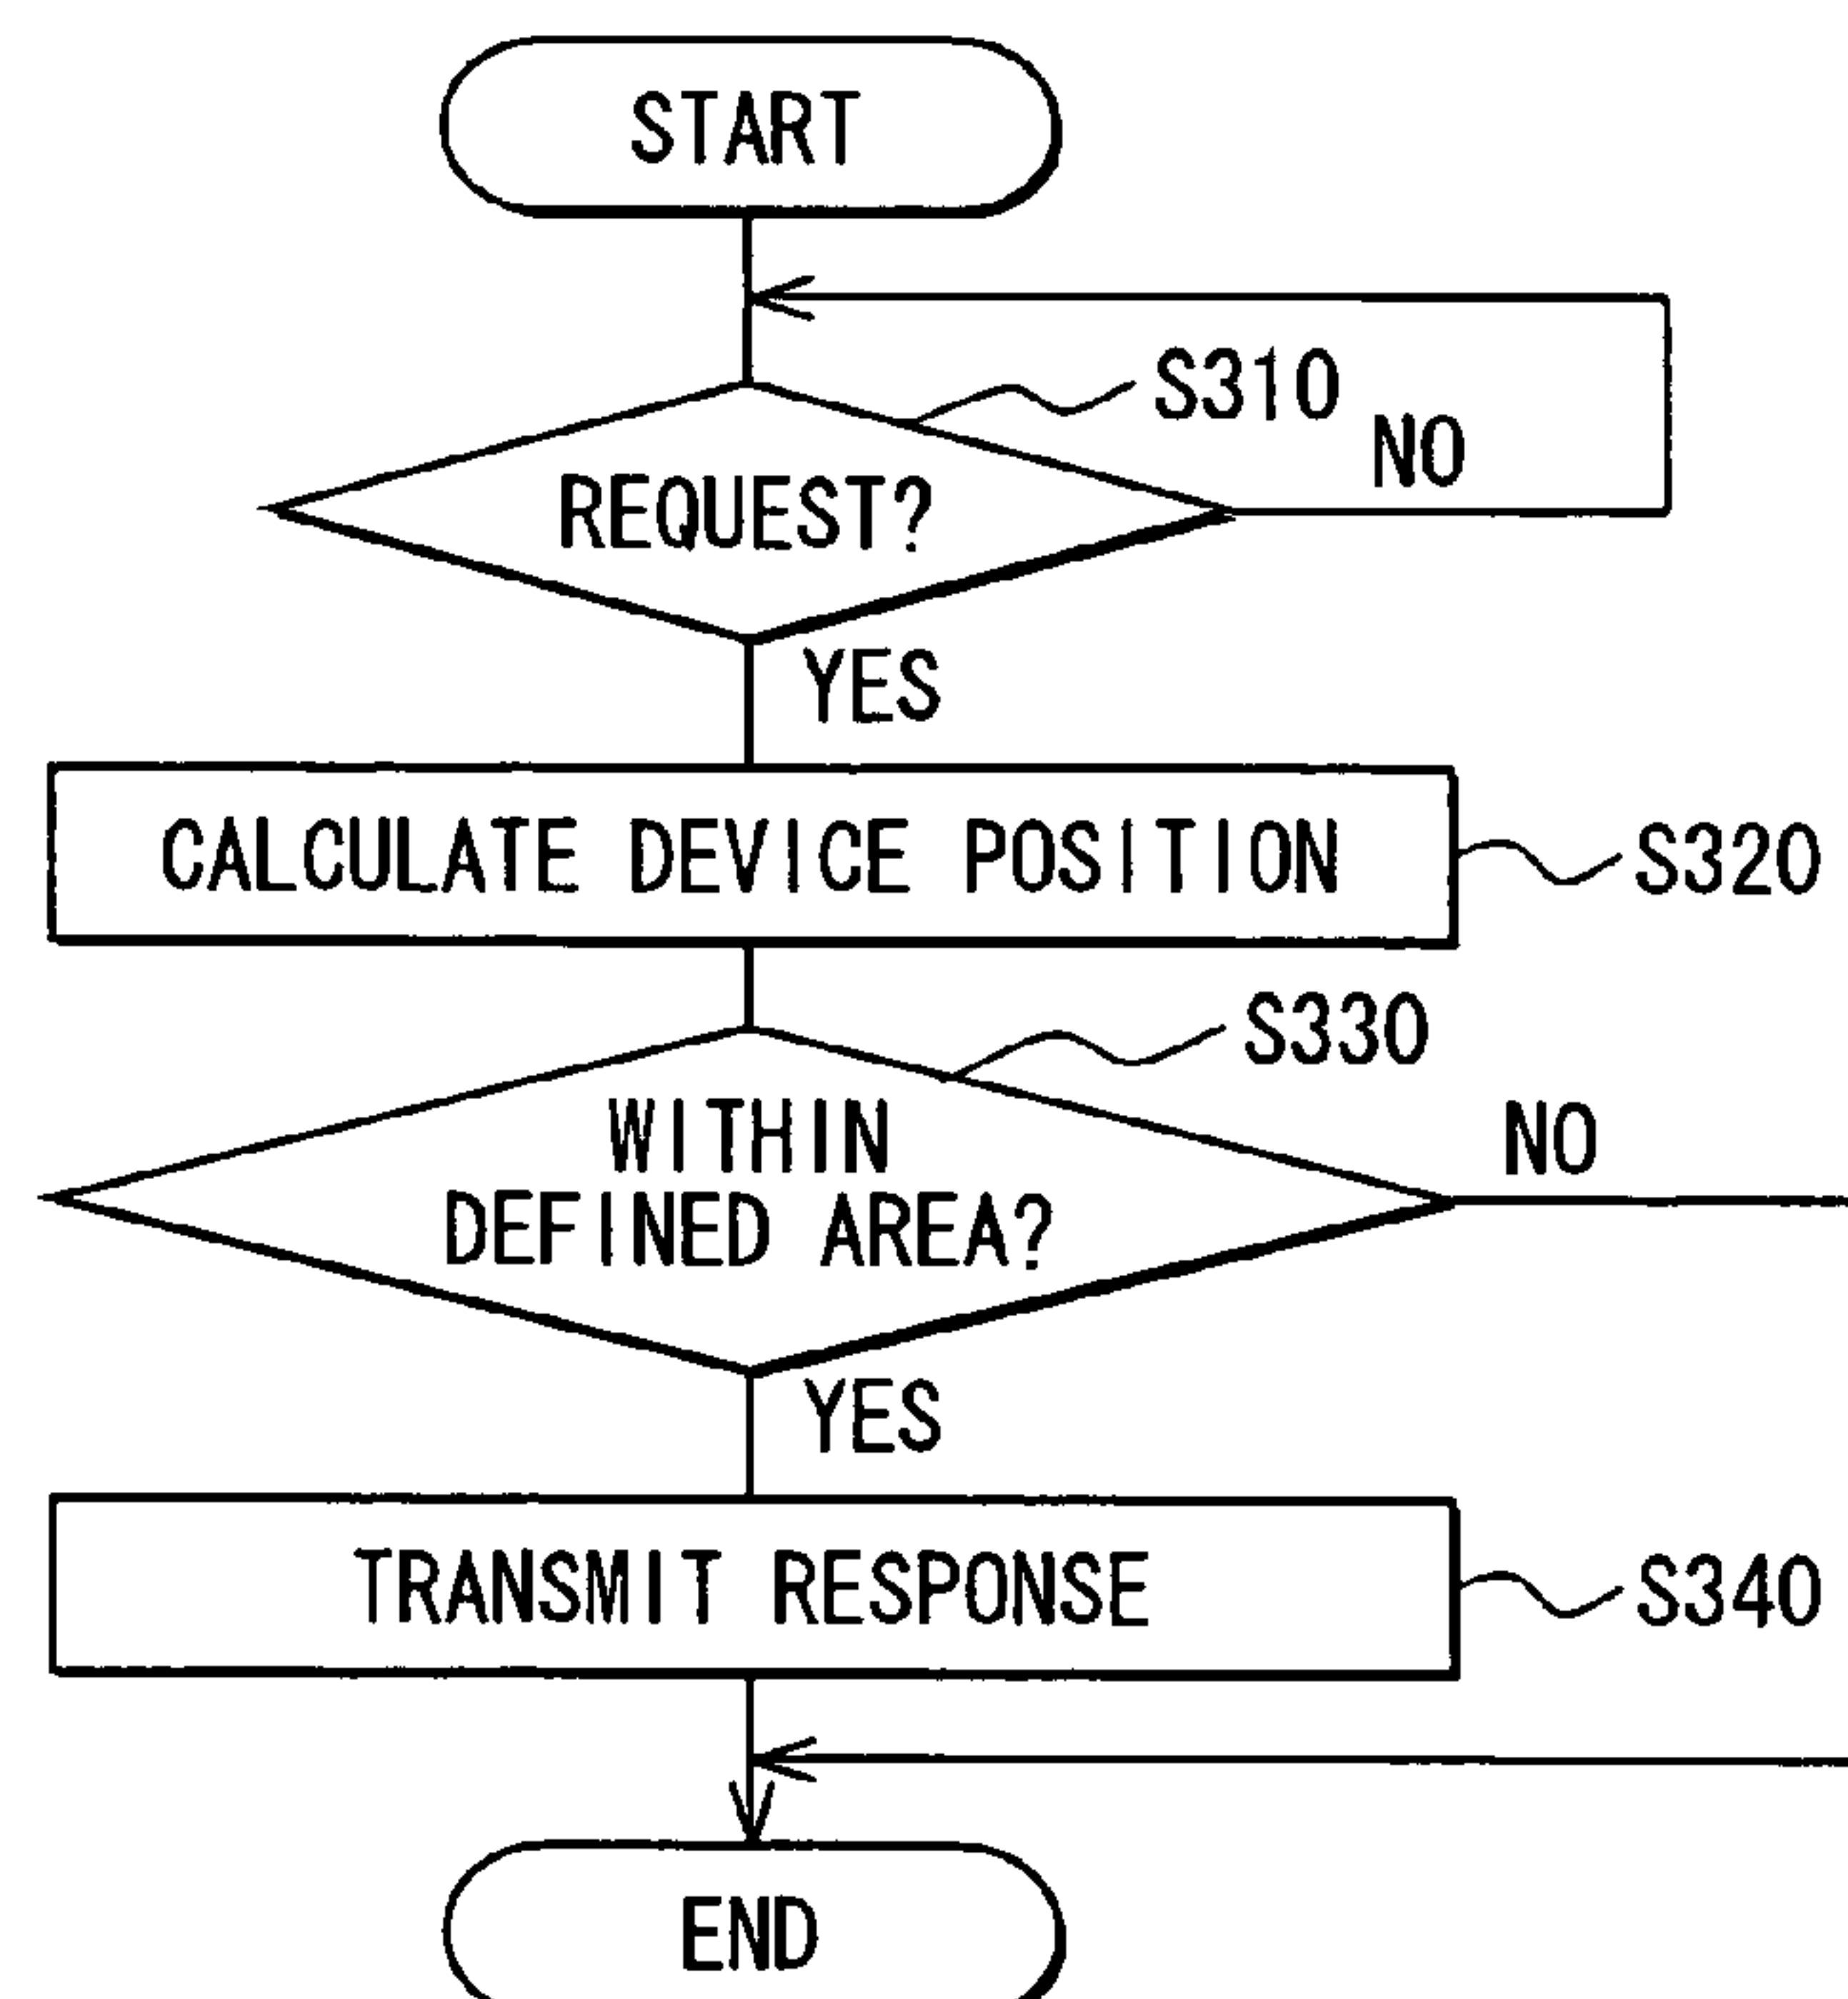 START
S310
NO
REQUEST?
YES
CALCULATE DEVICE POSITION
S320
S330
NO
WITHIN
DEFINED AREA?
YES
TRANSMIT RESPONSE
S340
END